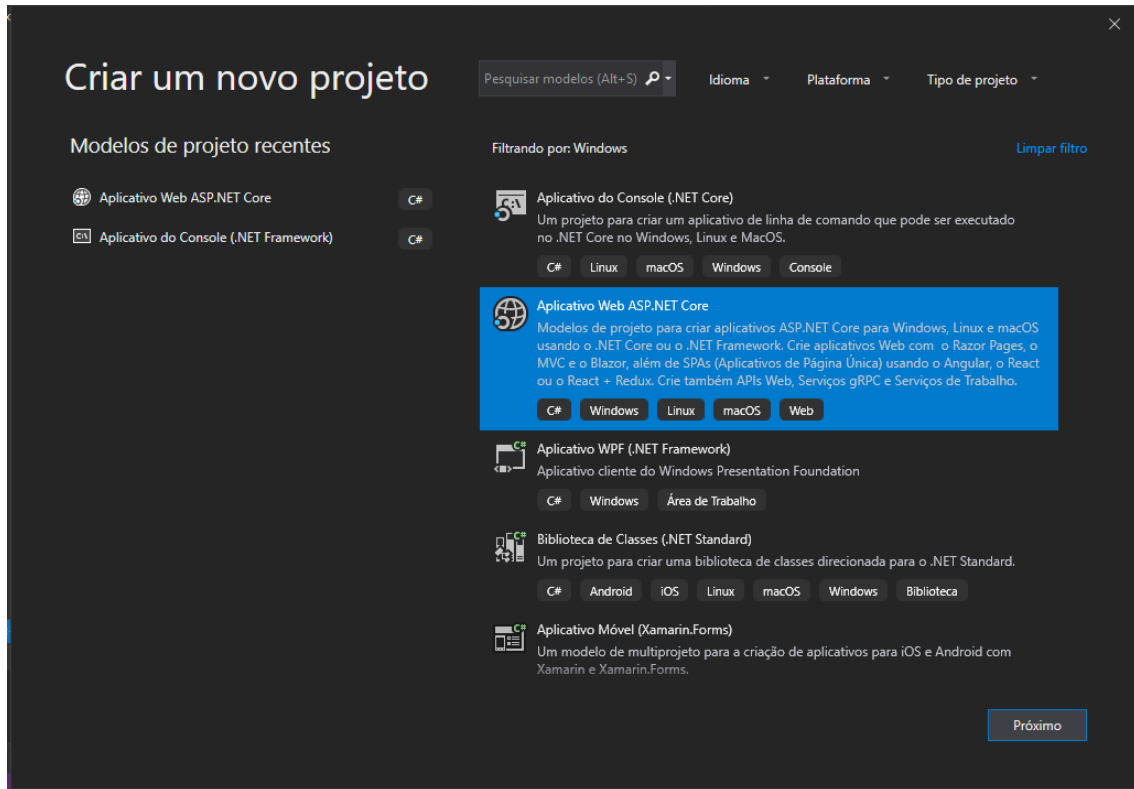 Criar um novo projeto
Pesquisar modelos (Alt+S)
Idioma
Plataforma
Tipo de projeto
Modelos de projeto recentes
Aplicativo Web ASP.NET Core
C#
Aplicativo do Console (.NET Framework)
C#
Filtrando por: Windows
Limpar filtro
Aplicativo do Console (.NET Core)
Um projeto para criar um aplicativo de linha de comando que pode ser executado
no .NET Core no Windows, Linux e MacOS.
C# Linux macOS Windows Console
Aplicativo Web ASP.NET Core
Modelos de projeto para criar aplicativos ASP.NET Core para Windows, Linux e macOS
usando o .NET Core ou o .NET Framework. Crie aplicativos Web com o Razor Pages, o
MVC e o Blazor, além de SPAs (Aplicativos de Página Única) usando o Angular, o React
ou o React + Redux. Crie também APIs Web, Serviços gRPC e Serviços de Trabalho.
C# Windows Linux macOS Web
Aplicativo WPF (.NET Framework)
Aplicativo cliente do Windows Presentation Foundation
C# Windows Área de Trabalho
Biblioteca de Classes (.NET Standard)
Um projeto para criar uma biblioteca de classes direcionada para o .NET Standard.
C# Android iOS Linux macOS Windows Biblioteca
Aplicativo Móvel (Xamarin.Forms)
Um modelo de multiprojeto para a criação de aplicativos para iOS e Android com
Xamarin e Xamarin.Forms.
Próximo